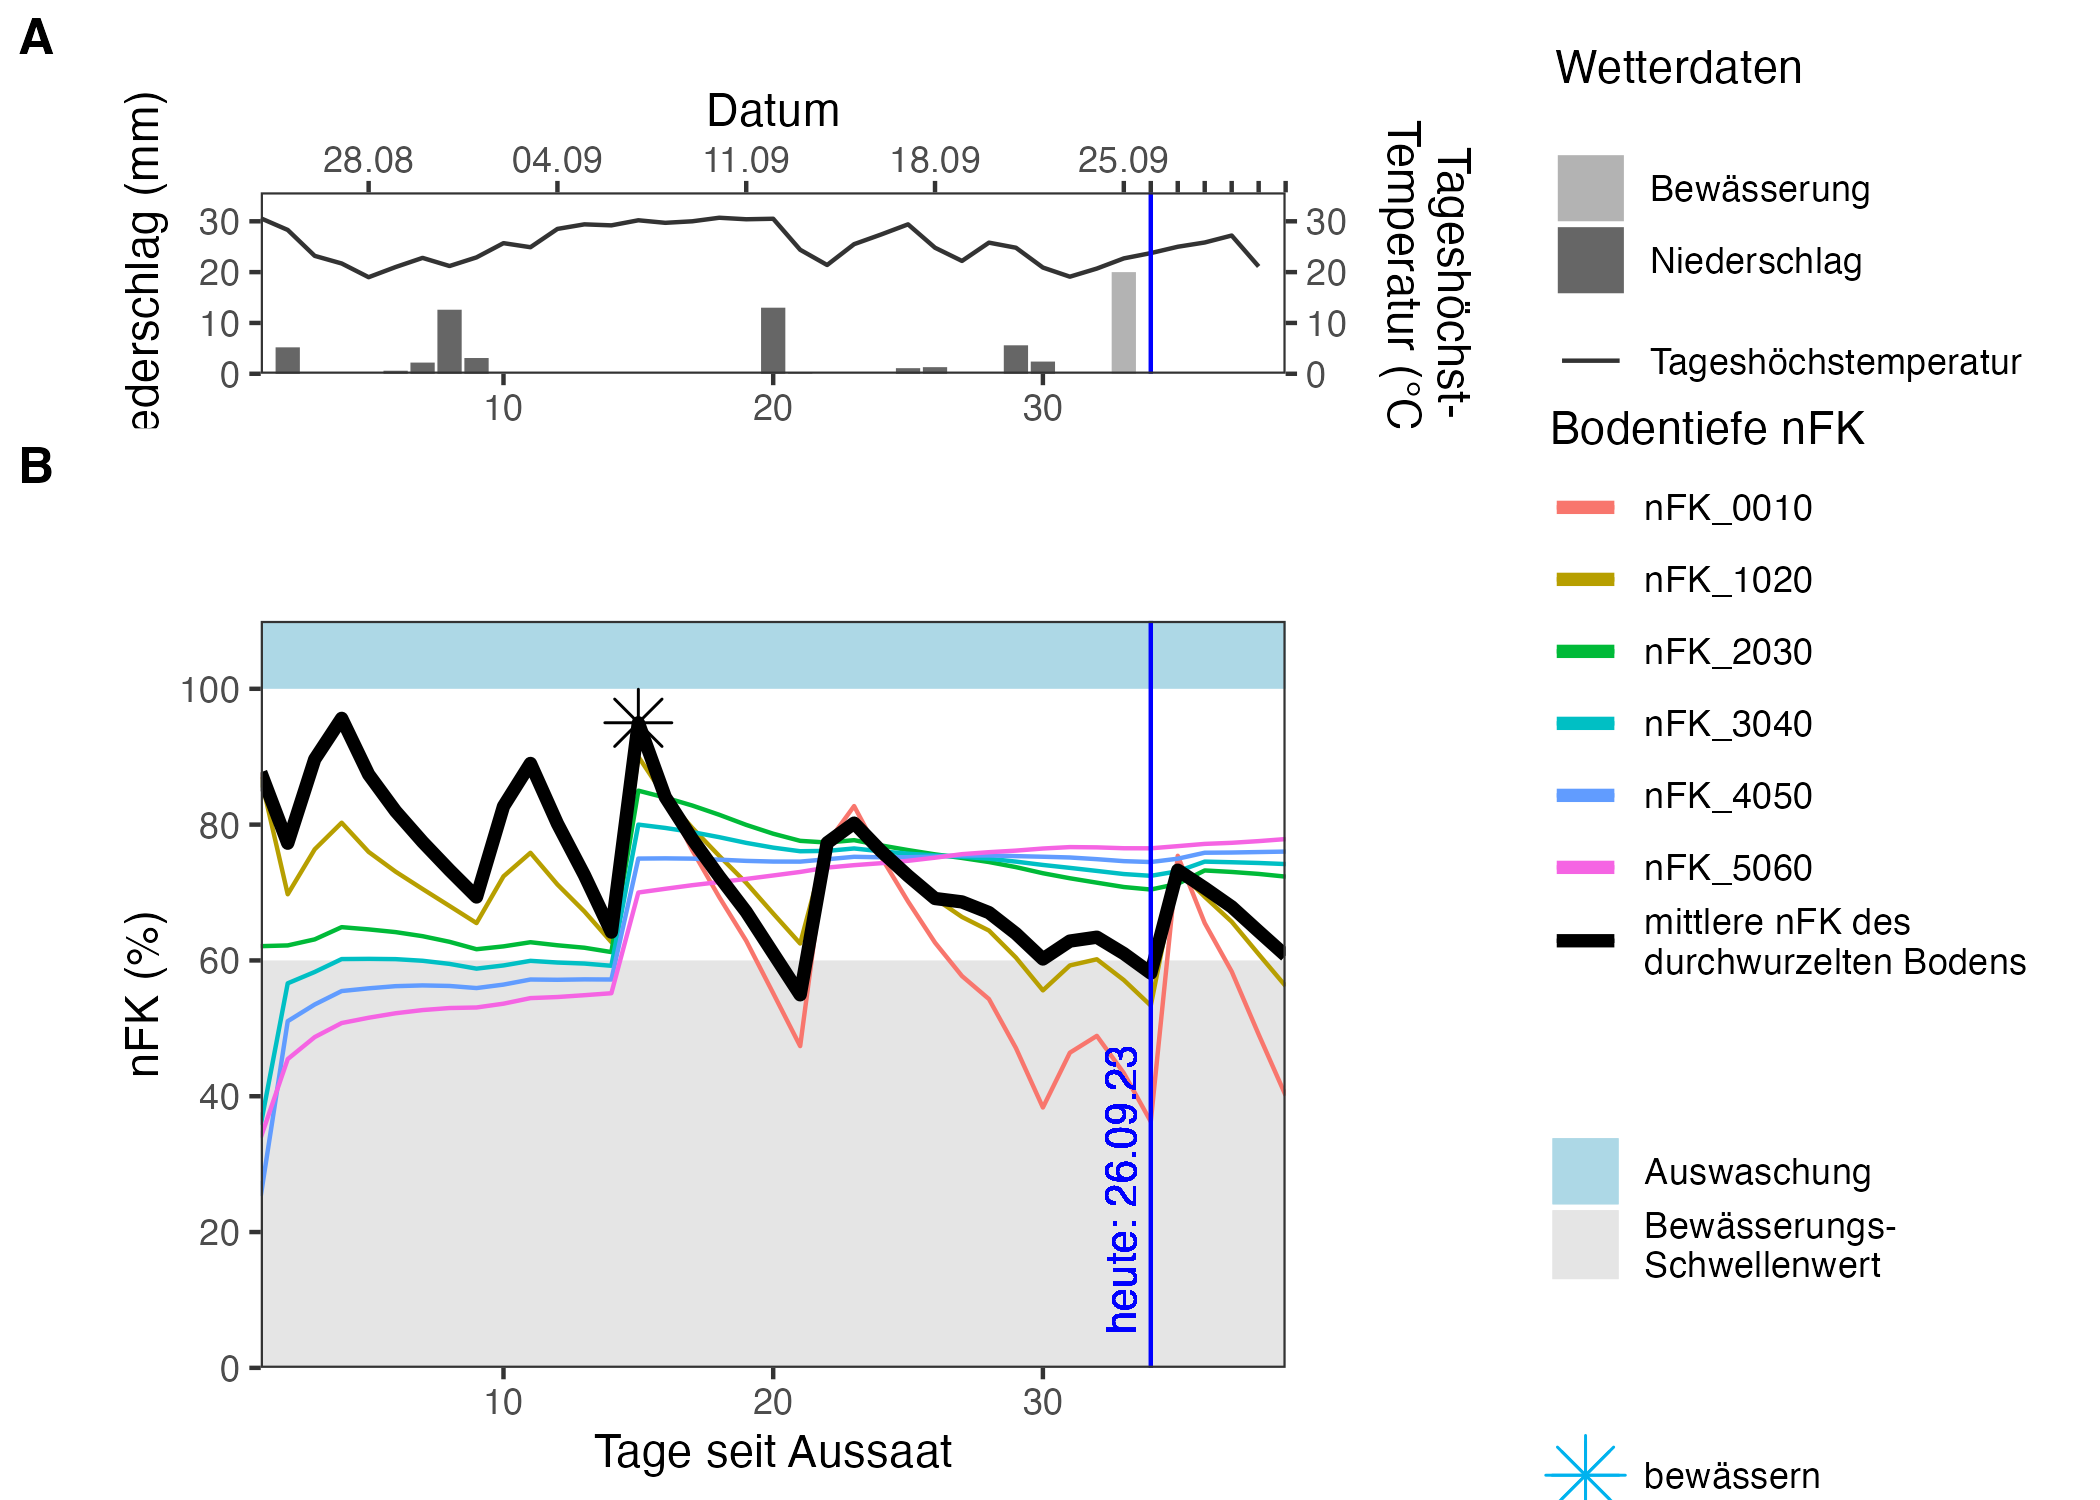 A
Datum
28.08 04.09 11.09 18.09 25.09
ederschlag (mm)
30
20
10
0
30
20
10
0
Tageshöchst-
Temperatur (°C
10 20 30
B
nFK (%)
100
80
60
40
20
0
heute: 26.09.23
10 20 30
Tage seit Aussaat
Wetterdaten
Bewässerung
Niederschlag
Tageshöchstemperatur
Bodentiefe nFK
nFK_0010
nFK_1020
nFK_2030
nFK_3040
nFK_4050
nFK_5060
mittlere nFK des
durchwurzelten Bodens
Auswaschung
Bewässerungs-
Schwellenwert
bewässern